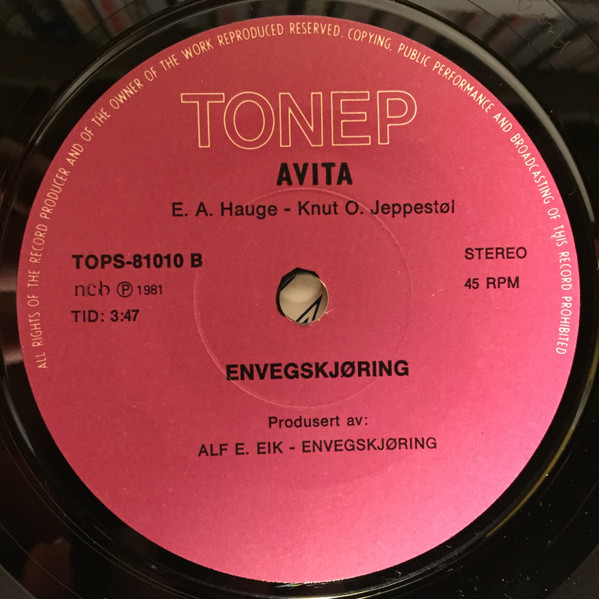 ALL RIGHTS OF THE RECORD PRODUCER AND OF THE OWNER OF THE WORK REPRODUCED RESERVED. COPYING, PUBLIC PERFORMANCE AND BROADCASTING OF THIS RECORD PROHIBITED
TONEP
AVITA
E. A. Hauge - Knut O. Jeppestøl
TOPS-81010 B
STEREO
ncb ℗ 1981
45 RPM
TID: 3:47
ENVEGSKJØRING
Produsert av:
ALF E. EIK - ENVEGSKJØRING